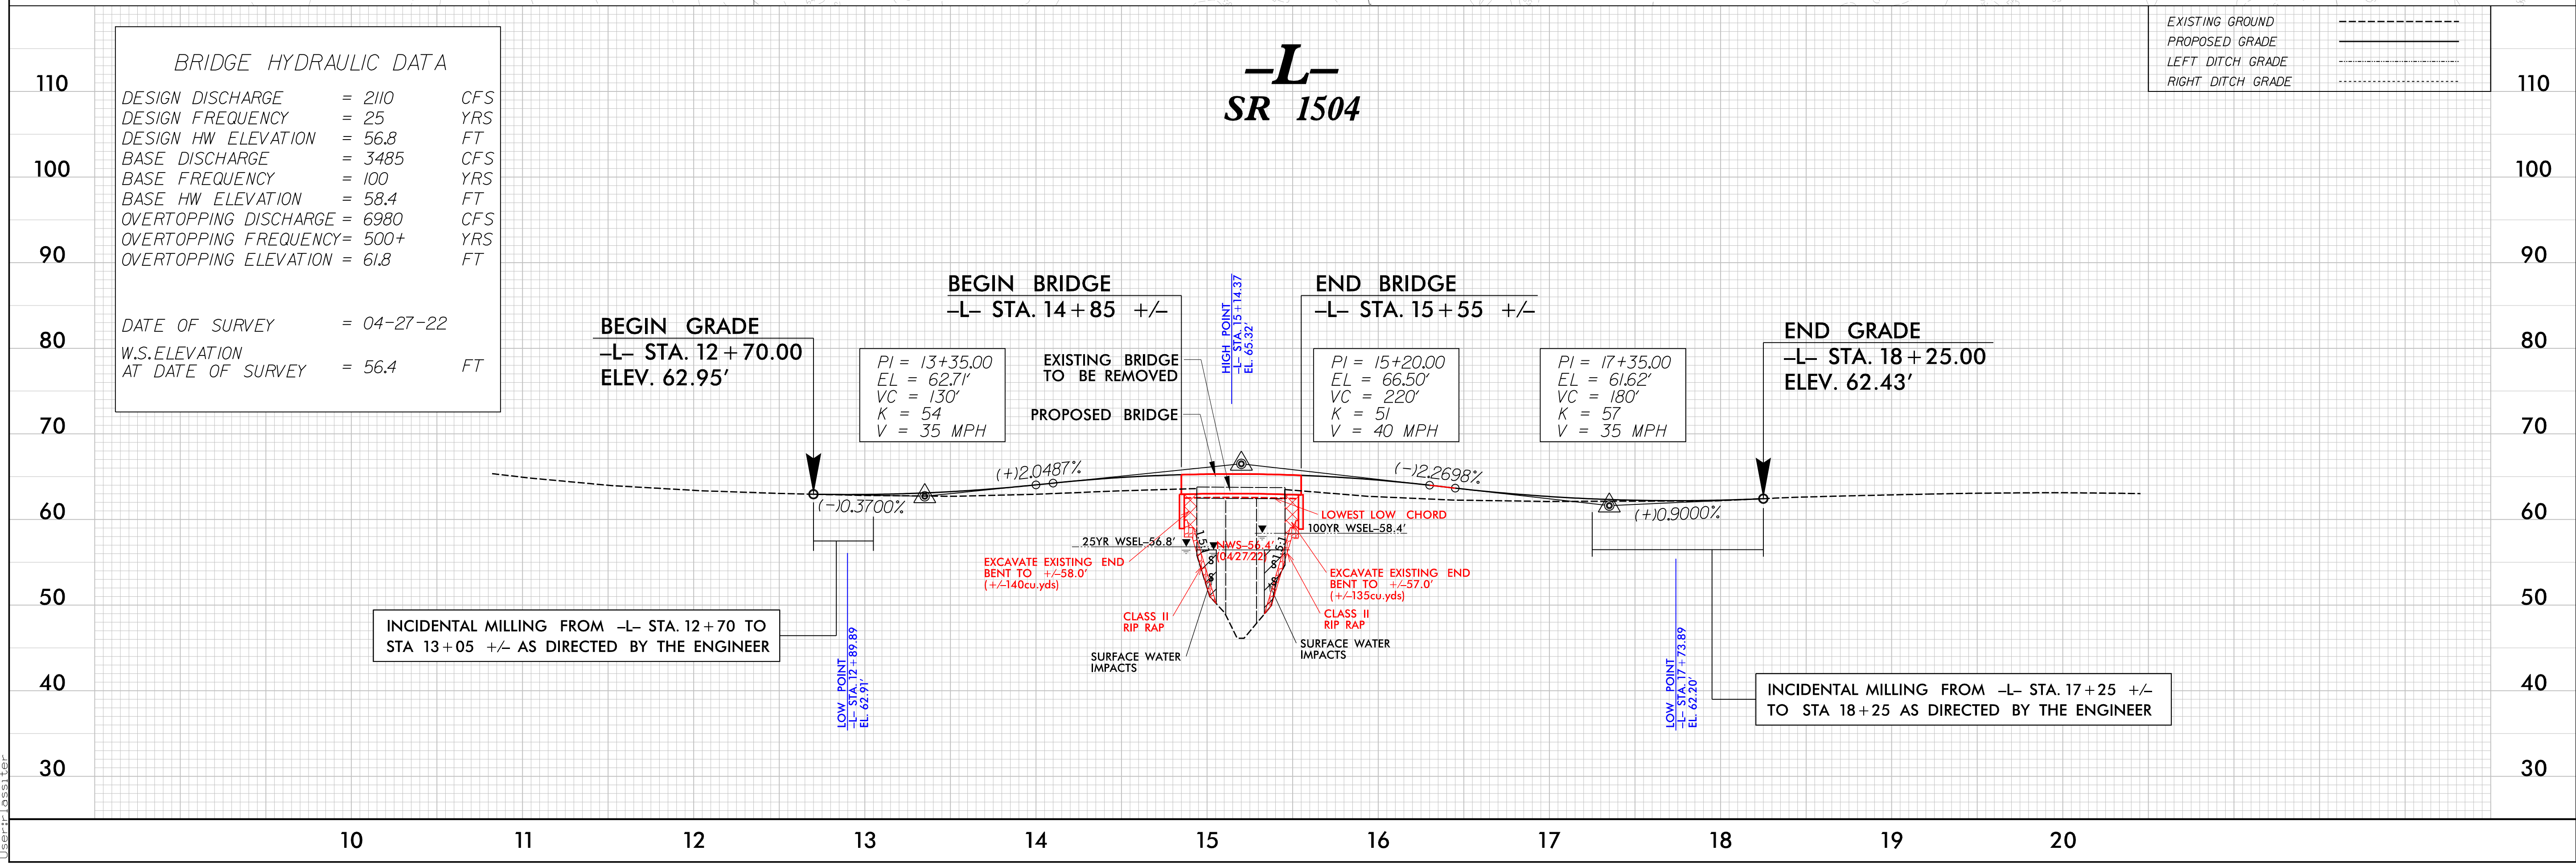 –L–
SR 1504
EXISTING GROUND
PROPOSED GRADE
LEFT DITCH GRADE
RIGHT DITCH GRADE
BRIDGE HYDRAULIC DATA
DESIGN DISCHARGE = 2110 CFS
DESIGN FREQUENCY = 25 YRS
DESIGN HW ELEVATION = 56.8 FT
BASE DISCHARGE = 3485 CFS
BASE FREQUENCY = 100 YRS
BASE HW ELEVATION = 58.4 FT
OVERTOPPING DISCHARGE = 6980 CFS
OVERTOPPING FREQUENCY= 500+ YRS
OVERTOPPING ELEVATION = 61.8 FT
DATE OF SURVEY = 04-27-22
W.S.ELEVATION
AT DATE OF SURVEY = 56.4 FT
110
100
90
80
70
60
50
40
30
110
100
90
80
70
60
50
40
30
BEGIN GRADE
–L– STA. 12+70.00
ELEV. 62.95'
BEGIN BRIDGE
–L– STA. 14+85 +/–
HIGH POINT
–L– STA. 15+14.37
EL. 65.32'
END BRIDGE
–L– STA. 15+55 +/–
END GRADE
–L– STA. 18+25.00
ELEV. 62.43'
PI = 13+35.00
EL = 62.71'
VC = 130'
K = 54
V = 35 MPH
EXISTING BRIDGE
TO BE REMOVED
PROPOSED BRIDGE
PI = 15+20.00
EL = 66.50'
VC = 220'
K = 51
V = 40 MPH
PI = 17+35.00
EL = 61.62'
VC = 180'
K = 57
V = 35 MPH
(–)0.3700%
(+)2.0487%
(–)2.2698%
(+)0.9000%
LOWEST LOW CHORD
100YR WSEL–58.4'
25YR WSEL–56.8'
NWS–56.4'
(04/27/22)
1.5:1
1.5:1
S
S
S
S
EXCAVATE EXISTING END
BENT TO +/–58.0'
(+/–140cu.yds)
EXCAVATE EXISTING END
BENT TO +/–57.0'
(+/–135cu.yds)
CLASS II
RIP RAP
CLASS II
RIP RAP
SURFACE WATER
IMPACTS
SURFACE WATER
IMPACTS
INCIDENTAL MILLING FROM –L– STA. 12+70 TO
STA 13+05 +/– AS DIRECTED BY THE ENGINEER
LOW POINT
–L– STA. 12+89.89
EL. 62.91'
LOW POINT
–L– STA. 17+73.89
EL. 62.20'
INCIDENTAL MILLING FROM –L– STA. 17+25 +/–
TO STA 18+25 AS DIRECTED BY THE ENGINEER
User:rlassiter
10 11 12 13 14 15 16 17 18 19 20